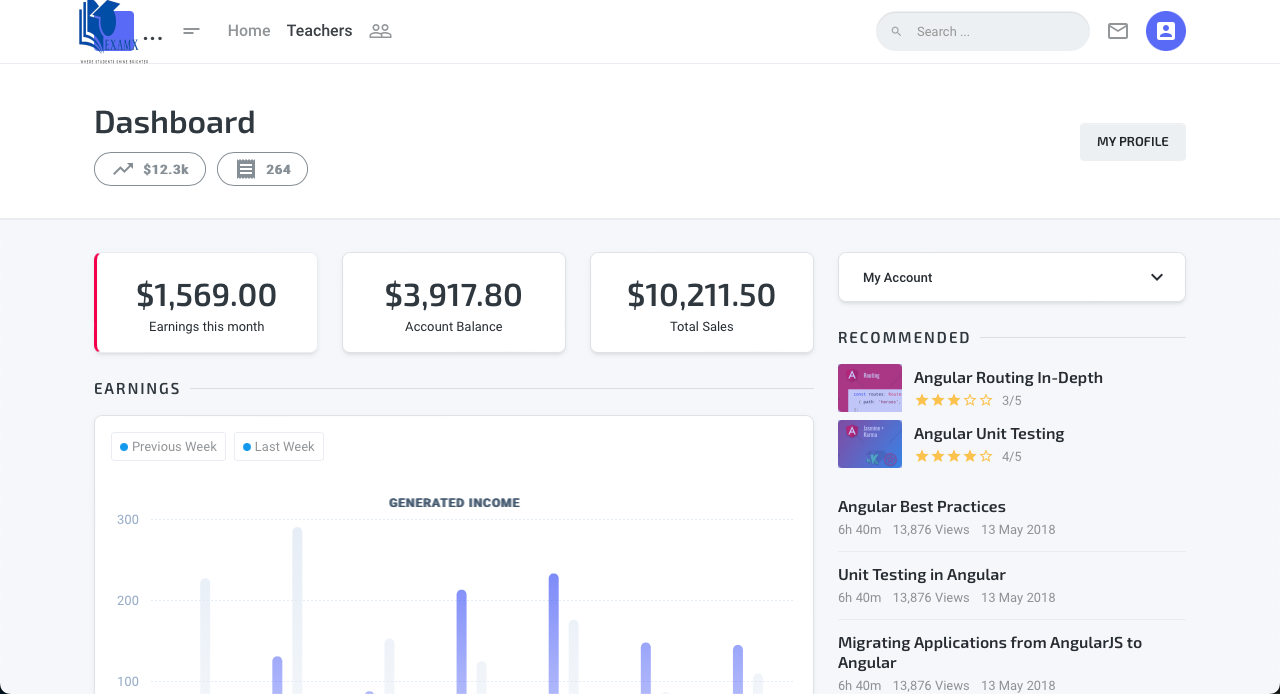 EXAMX
WHERE STUDENTS SHINE BRIGHTER
...
Home
Teachers
Search ...
Dashboard
$12.3k
264
MY PROFILE
$1,569.00
Earnings this month
$3,917.80
Account Balance
$10,211.50
Total Sales
EARNINGS
Previous Week
Last Week
GENERATED INCOME
300
200
100
My Account
RECOMMENDED
Routing
Angular Routing In-Depth
3/5
Jasmine +
Karma
Angular Unit Testing
4/5
Angular Best Practices
6h 40m 13,876 Views 13 May 2018
Unit Testing in Angular
6h 40m 13,876 Views 13 May 2018
Migrating Applications from AngularJS to
Angular
6h 40m 13,876 Views 13 May 2018